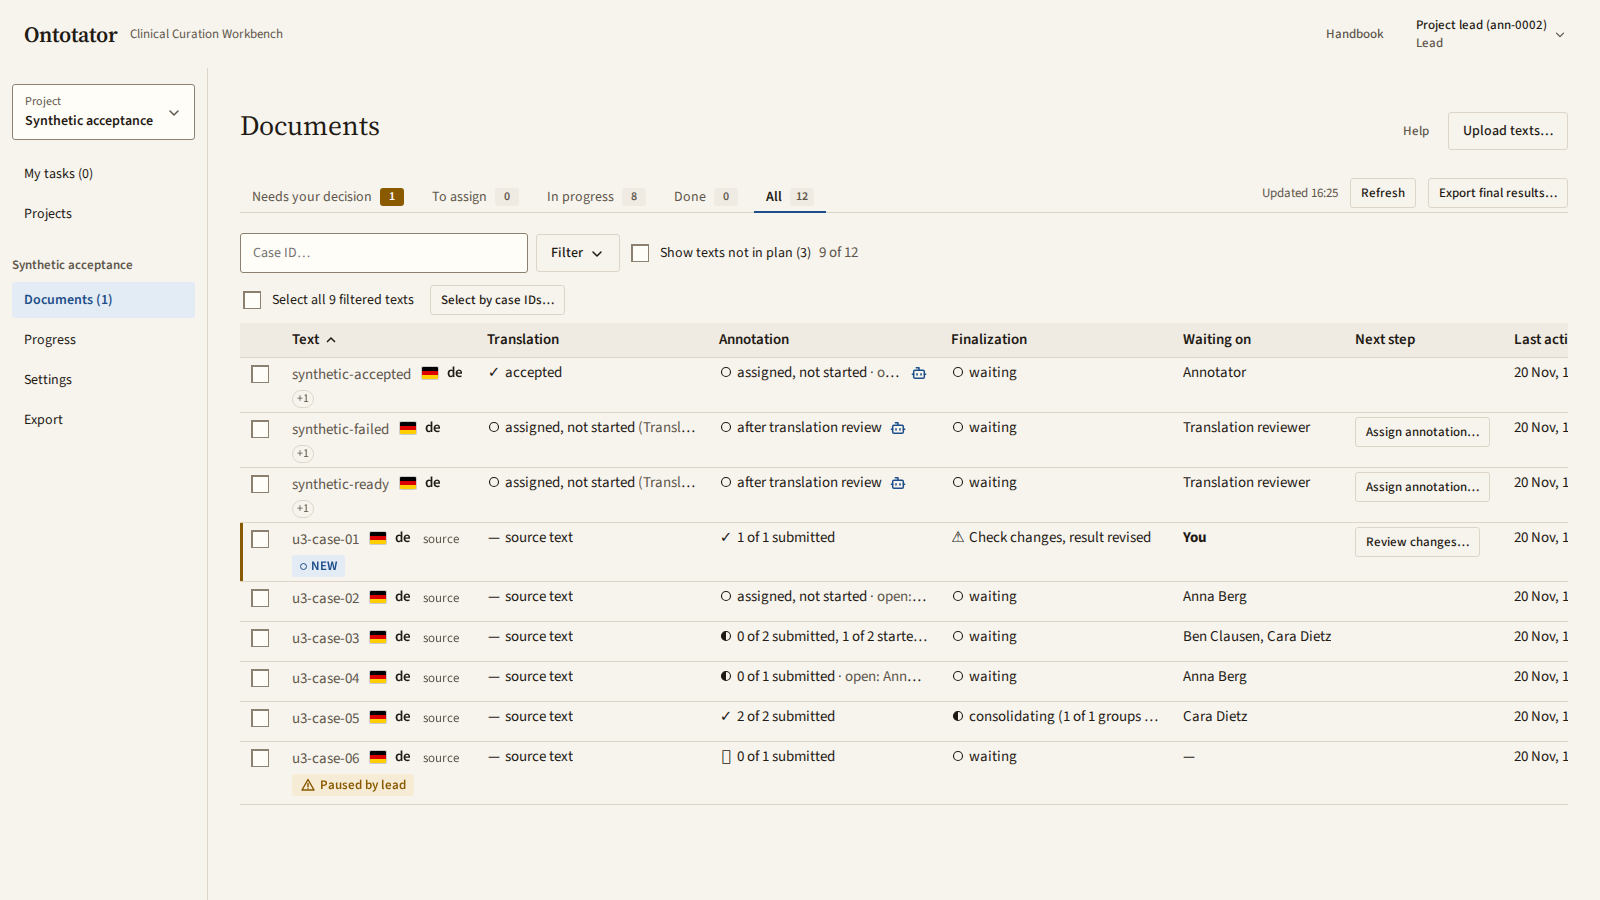 Ontotator Clinical Curation Workbench
Handbook
Project lead (ann-0002)
Lead
Project
Synthetic acceptance
My tasks (0)
Projects
Synthetic acceptance
Documents (1)
Progress
Settings
Export
Documents
Help Upload texts…
Needs your decision 1 To assign 0 In progress 8 Done 0 All 12
Updated 16:25 Refresh Export final results…
Case ID… Filter Show texts not in plan (3) 9 of 12
Select all 9 filtered texts Select by case IDs…
Text Translation Annotation Finalization Waiting on Next step Last acti
synthetic-accepted de ✓ accepted assigned, not started · o… waiting Annotator 20 Nov, 1
+1
synthetic-failed de assigned, not started (Transl… after translation review waiting Translation reviewer Assign annotation… 20 Nov, 1
+1
synthetic-ready de assigned, not started (Transl… after translation review waiting Translation reviewer Assign annotation… 20 Nov, 1
+1
u3-case-01 de source — source text ✓ 1 of 1 submitted ⚠ Check changes, result revised You Review changes… 20 Nov, 1
NEW
u3-case-02 de source — source text assigned, not started · open:… waiting Anna Berg 20 Nov, 1
u3-case-03 de source — source text 0 of 2 submitted, 1 of 2 starte… waiting Ben Clausen, Cara Dietz 20 Nov, 1
u3-case-04 de source — source text 0 of 1 submitted · open: Ann… waiting Anna Berg 20 Nov, 1
u3-case-05 de source — source text ✓ 2 of 2 submitted consolidating (1 of 1 groups … Cara Dietz 20 Nov, 1
u3-case-06 de source — source text 0 of 1 submitted waiting — 20 Nov, 1
Paused by lead